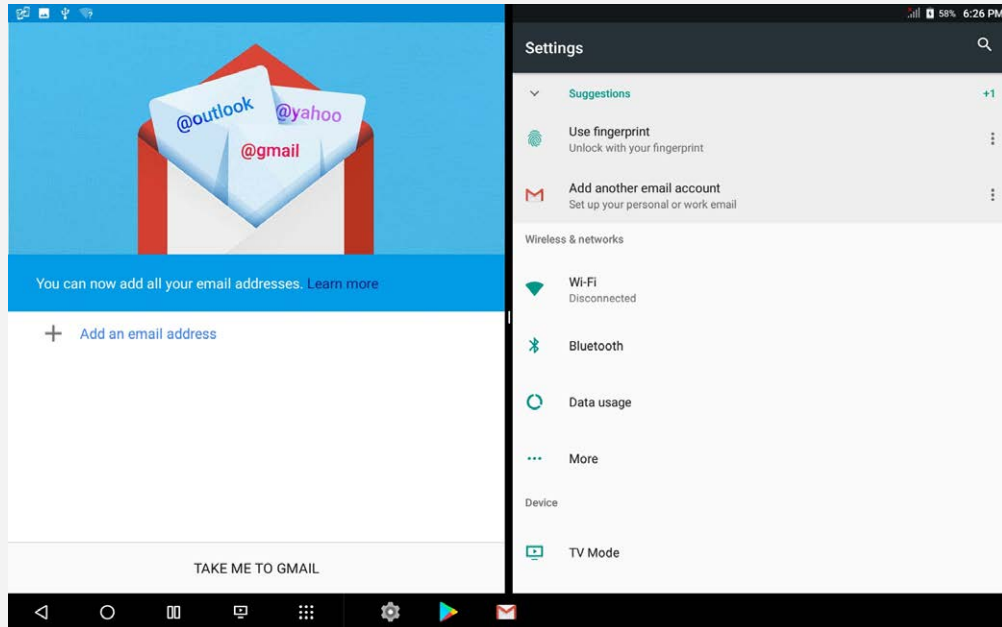 58% 6:26 PM
@outlook
@yahoo
@gmail
You can now add all your email addresses. Learn more
Add an email address
TAKE ME TO GMAIL
Settings
Suggestions +1
Use fingerprint
Unlock with your fingerprint
Add another email account
Set up your personal or work email
Wireless & networks
Wi-Fi
Disconnected
Bluetooth
Data usage
More
Device
TV Mode